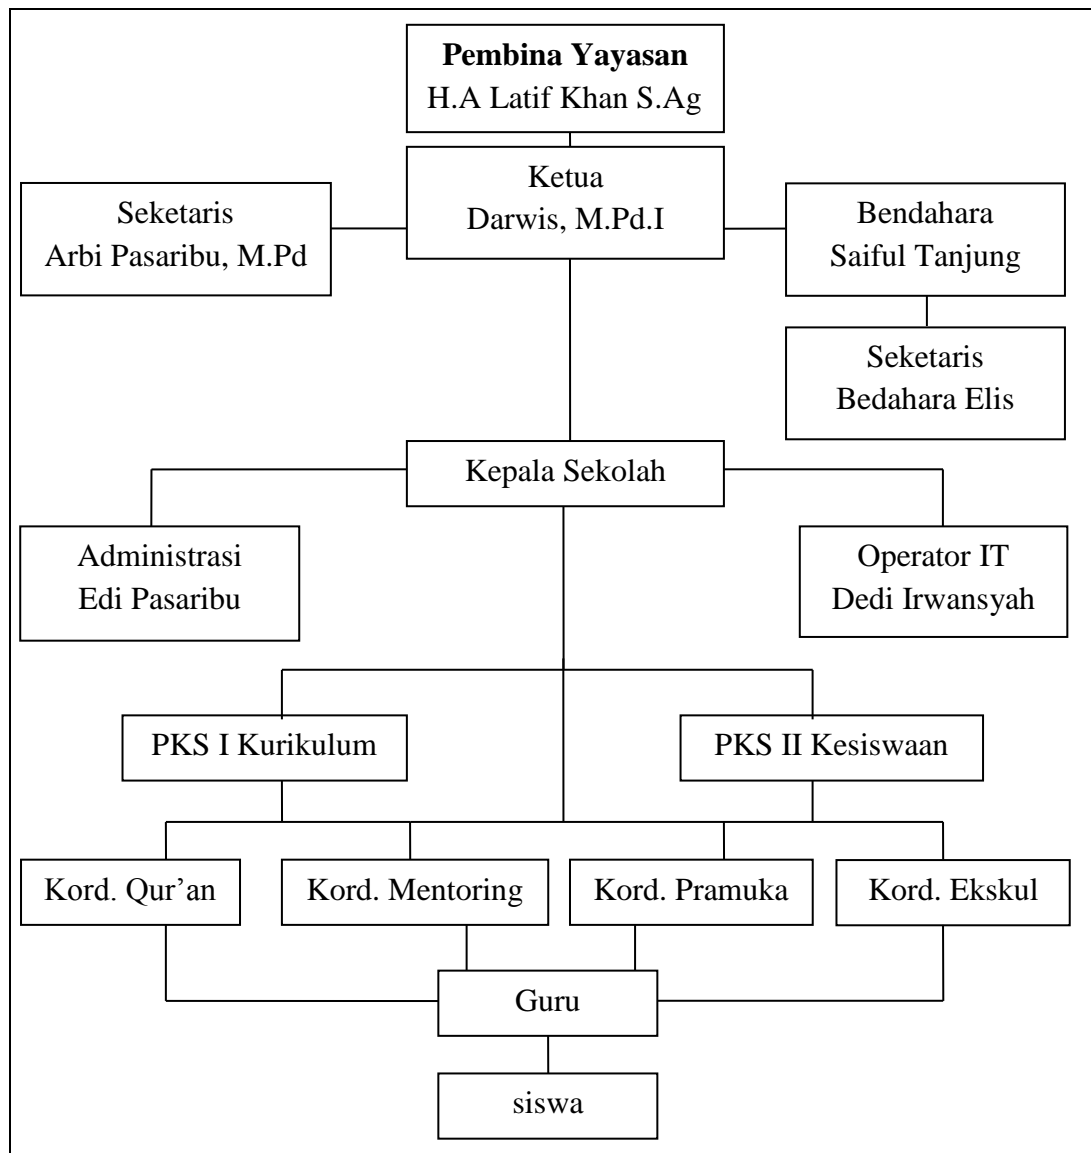 Pembina Yayasan
H.A Latif Khan S.Ag
Ketua
Darwis, M.Pd.I
Seketaris
Arbi Pasaribu, M.Pd
Bendahara
Saiful Tanjung
Seketaris
Bedahara Elis
Kepala Sekolah
Administrasi
Edi Pasaribu
Operator IT
Dedi Irwansyah
PKS I Kurikulum
PKS II Kesiswaan
Kord. Qur’an
Kord. Mentoring
Kord. Pramuka
Kord. Ekskul
Guru
siswa